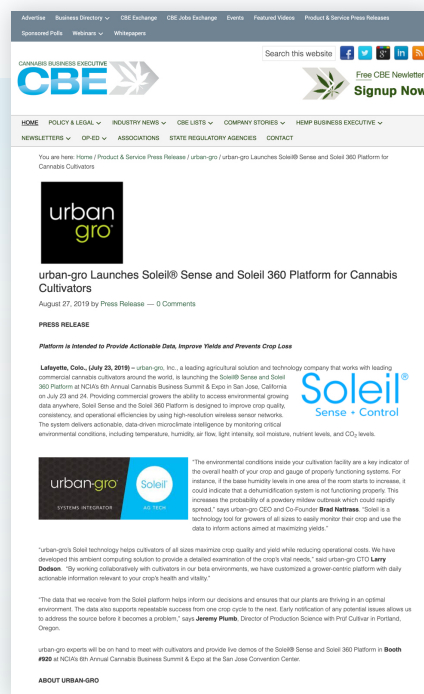 Advertise Business Directory CBE Exchange CBE Jobs Exchange Events Featured Videos Product & Service Press Releases
Sponsored Polls Webinars Whitepapers
Search this website
CANNABIS BUSINESS EXECUTIVE
CBE
Free CBE Newsletter
Signup Now
HOME POLICY & LEGAL INDUSTRY NEWS CBE LISTS COMPANY STORIES HEMP BUSINESS EXECUTIVE
NEWSLETTERS OP-ED ASSOCIATIONS STATE REGULATORY AGENCIES CONTACT
You are here: Home / Product & Service Press Release / urban-gro / urban-gro Launches Soleil® Sense and Soleil 360 Platform for
Cannabis Cultivators
urban
gro
urban-gro Launches Soleil® Sense and Soleil 360 Platform for Cannabis
Cultivators
August 27, 2019 by Press Release — 0 Comments
PRESS RELEASE
Platform is Intended to Provide Actionable Data, Improve Yields and Prevents Crop Loss
Lafayette, Colo., (July 23, 2019) – urban-gro, Inc., a leading agricultural solution and technology company that works with leading
commercial cannabis cultivators around the world, is launching the Soleil® Sense and Soleil
360 Platform at NCIA's 6th Annual Cannabis Business Summit & Expo in San Jose, California
on July 23 and 24. Providing commercial growers the ability to access environmental growing
data anywhere, Soleil Sense and the Soleil 360 Platform is designed to improve crop quality,
consistency, and operational efficiencies by using high-resolution wireless sensor networks.
The system delivers actionable, data-driven microclimate intelligence by monitoring critical
environmental conditions, including temperature, humidity, air flow, light intensity, soil moisture, nutrient levels, and CO₂ levels.
Soleil®
Sense + Control
urban-gro
SYSTEMS INTEGRATOR
Soleil
AG TECH
"The environmental conditions inside your cultivation facility are a key indicator of
the overall health of your crop and gauge of properly functioning systems. For
instance, if the base humidity levels in one area of the room starts to increase, it
could indicate that a dehumidification system is not functioning properly. This
increases the probability of a powdery mildew outbreak which could rapidly
spread," says urban-gro CEO and Co-Founder Brad Nattrass. "Soleil is a
technology tool for growers of all sizes to easily monitor their crop and use the
data to inform actions aimed at maximizing yields."
"urban-gro's Soleil technology helps cultivators of all sizes maximize crop quality and yield while reducing operational costs. We have
developed this ambient computing solution to provide a detailed examination of the crop's vital needs," said urban-gro CTO Larry
Dodson. "By working collaboratively with cultivators in our beta environments, we have customized a grower-centric platform with daily
actionable information relevant to your crop's health and vitality."
"The data that we receive from the Soleil platform helps inform our decisions and ensures that our plants are thriving in an optimal
environment. The data also supports repeatable success from one crop cycle to the next. Early notification of any potential issues allows us
to address the source before it becomes a problem," says Jeremy Plumb, Director of Production Science with Prūf Cultivar in Portland,
Oregon.
urban-gro experts will be on hand to meet with cultivators and provide live demos of the Soleil® Sense and Soleil 360 Platform in Booth
#920 at NCIA's 6th Annual Cannabis Business Summit & Expo at the San Jose Convention Center.
ABOUT URBAN-GRO